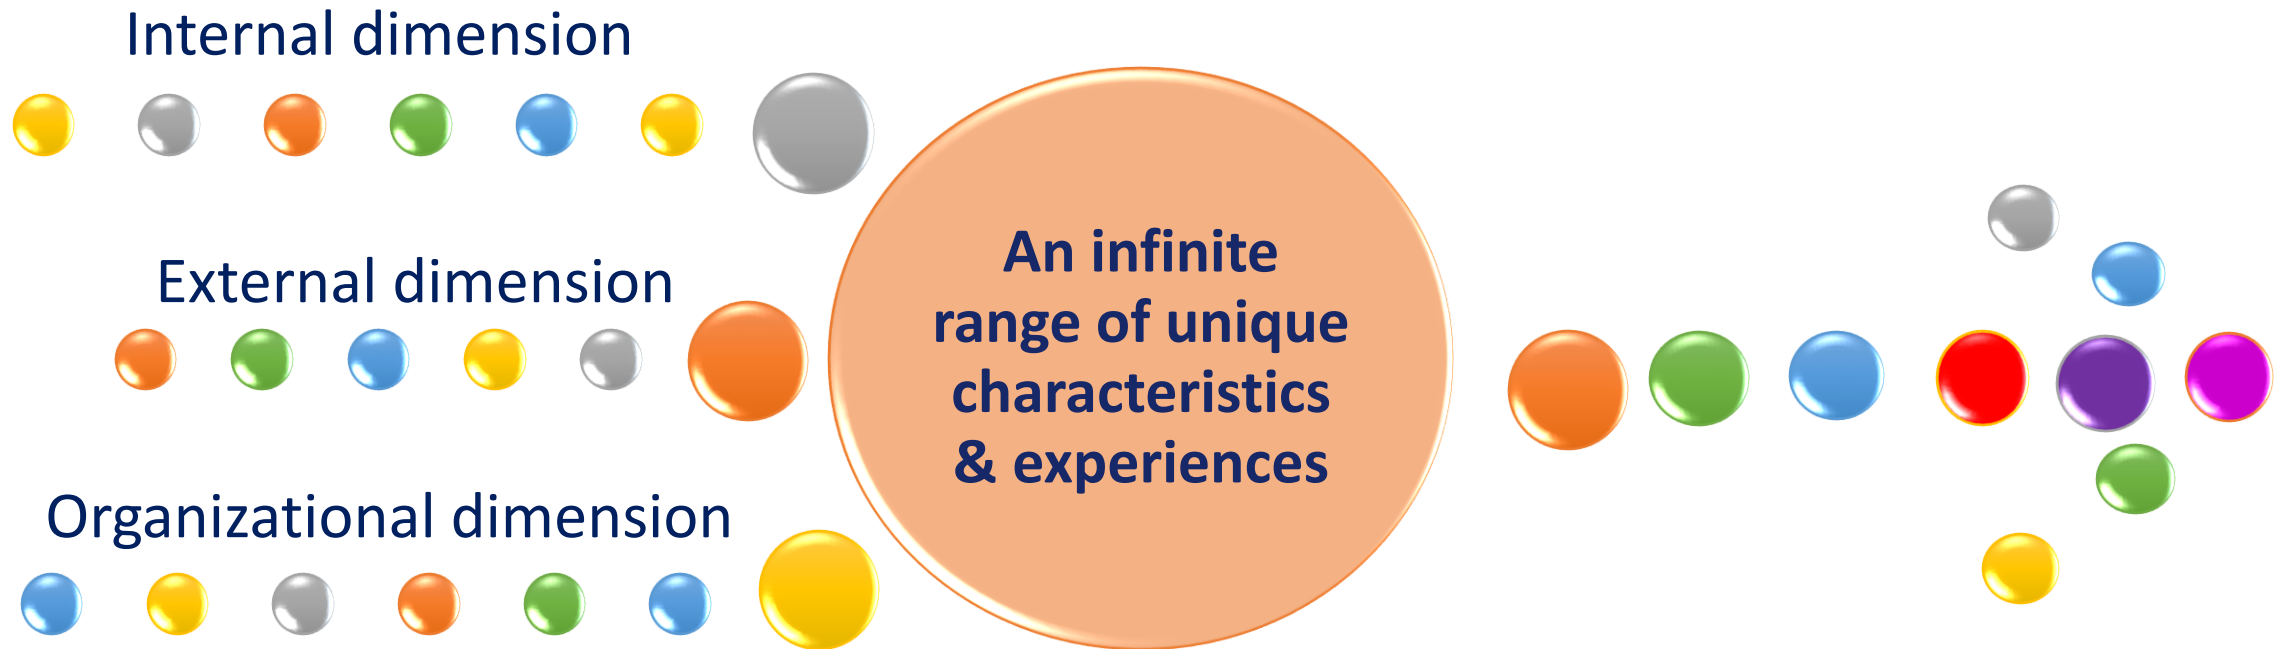 Internal dimension
External dimension
Organizational dimension
An infinite
range of unique
characteristics
& experiences